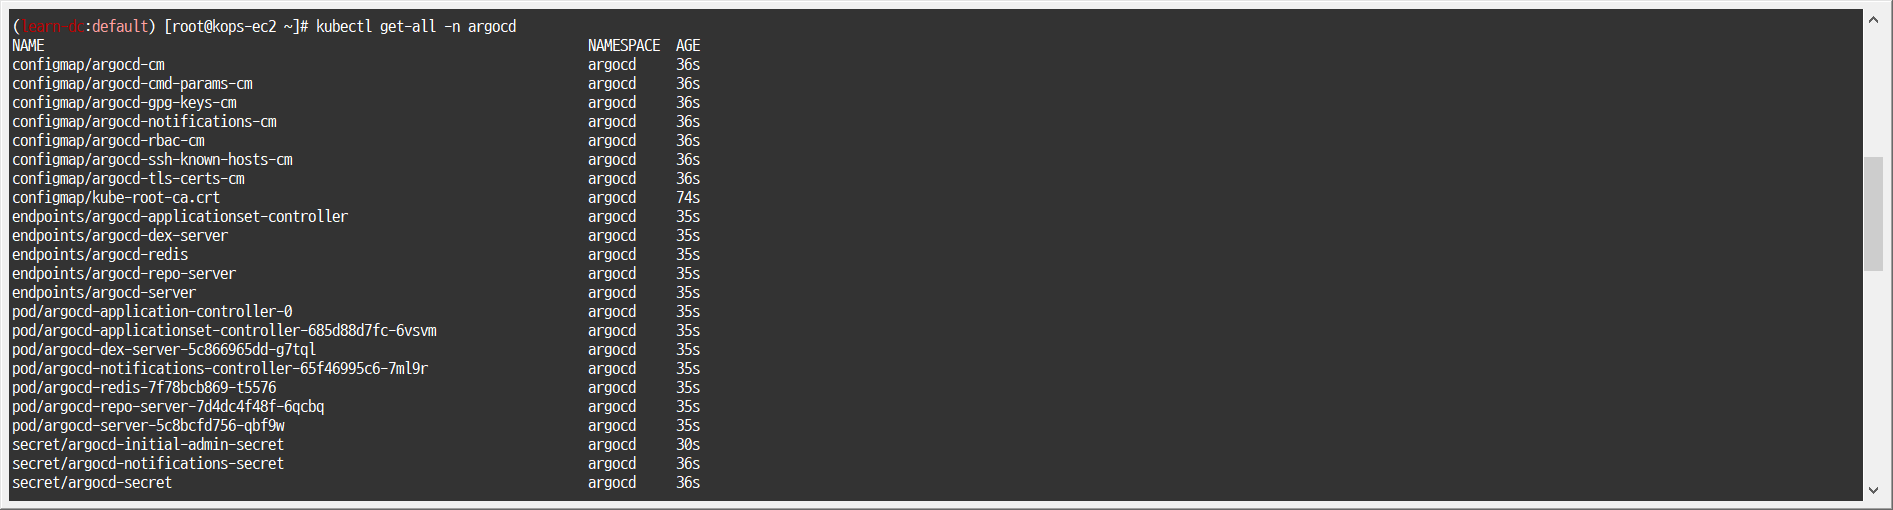 (learn-dc:default) [root@kops-ec2 ~]# kubectl get-all -n argocd
NAME NAMESPACE AGE
configmap/argocd-cm argocd 36s
configmap/argocd-cmd-params-cm argocd 36s
configmap/argocd-gpg-keys-cm argocd 36s
configmap/argocd-notifications-cm argocd 36s
configmap/argocd-rbac-cm argocd 36s
configmap/argocd-ssh-known-hosts-cm argocd 36s
configmap/argocd-tls-certs-cm argocd 36s
configmap/kube-root-ca.crt argocd 74s
endpoints/argocd-applicationset-controller argocd 35s
endpoints/argocd-dex-server argocd 35s
endpoints/argocd-redis argocd 35s
endpoints/argocd-repo-server argocd 35s
endpoints/argocd-server argocd 35s
pod/argocd-application-controller-0 argocd 35s
pod/argocd-applicationset-controller-685d88d7fc-6vsvm argocd 35s
pod/argocd-dex-server-5c866965dd-g7tql argocd 35s
pod/argocd-notifications-controller-65f46995c6-7ml9r argocd 35s
pod/argocd-redis-7f78bcb869-t5576 argocd 35s
pod/argocd-repo-server-7d4dc4f48f-6qcbq argocd 35s
pod/argocd-server-5c8bcfd756-qbf9w argocd 35s
secret/argocd-initial-admin-secret argocd 30s
secret/argocd-notifications-secret argocd 36s
secret/argocd-secret argocd 36s